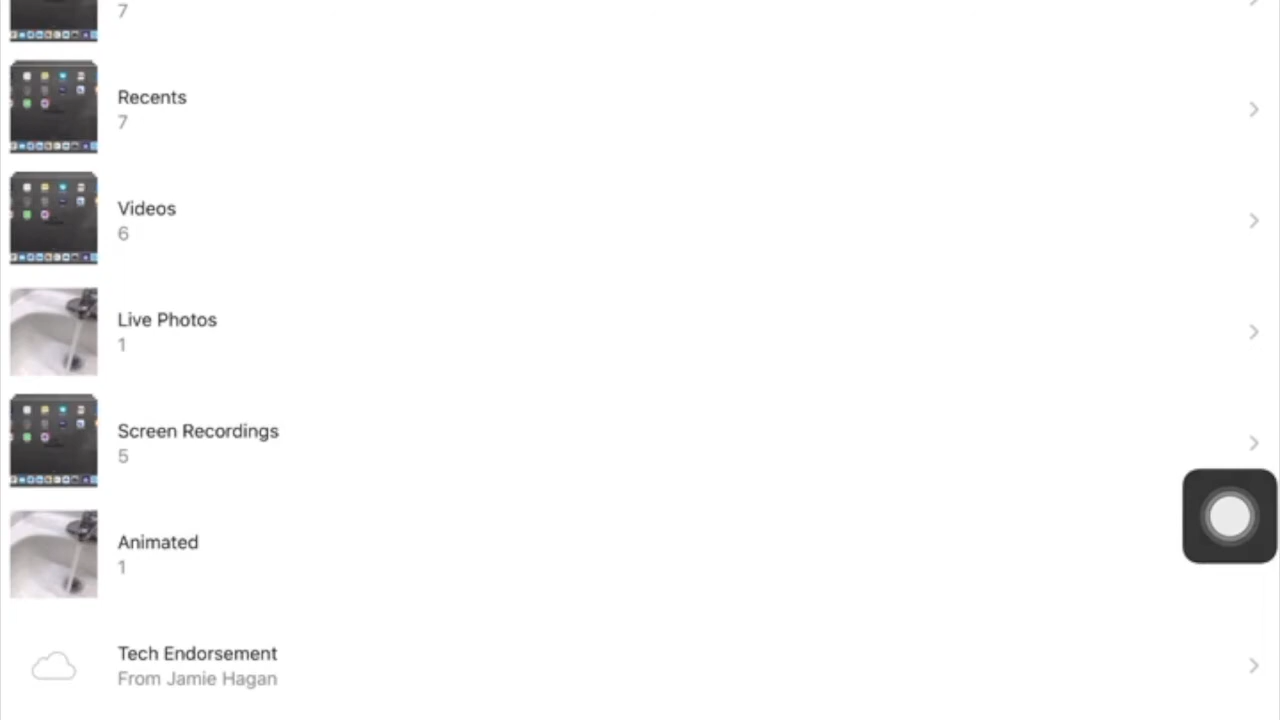 7
Recents
7
Videos
6
Live Photos
1
Screen Recordings
5
Animated
1
Tech Endorsement
From Jamie Hagan